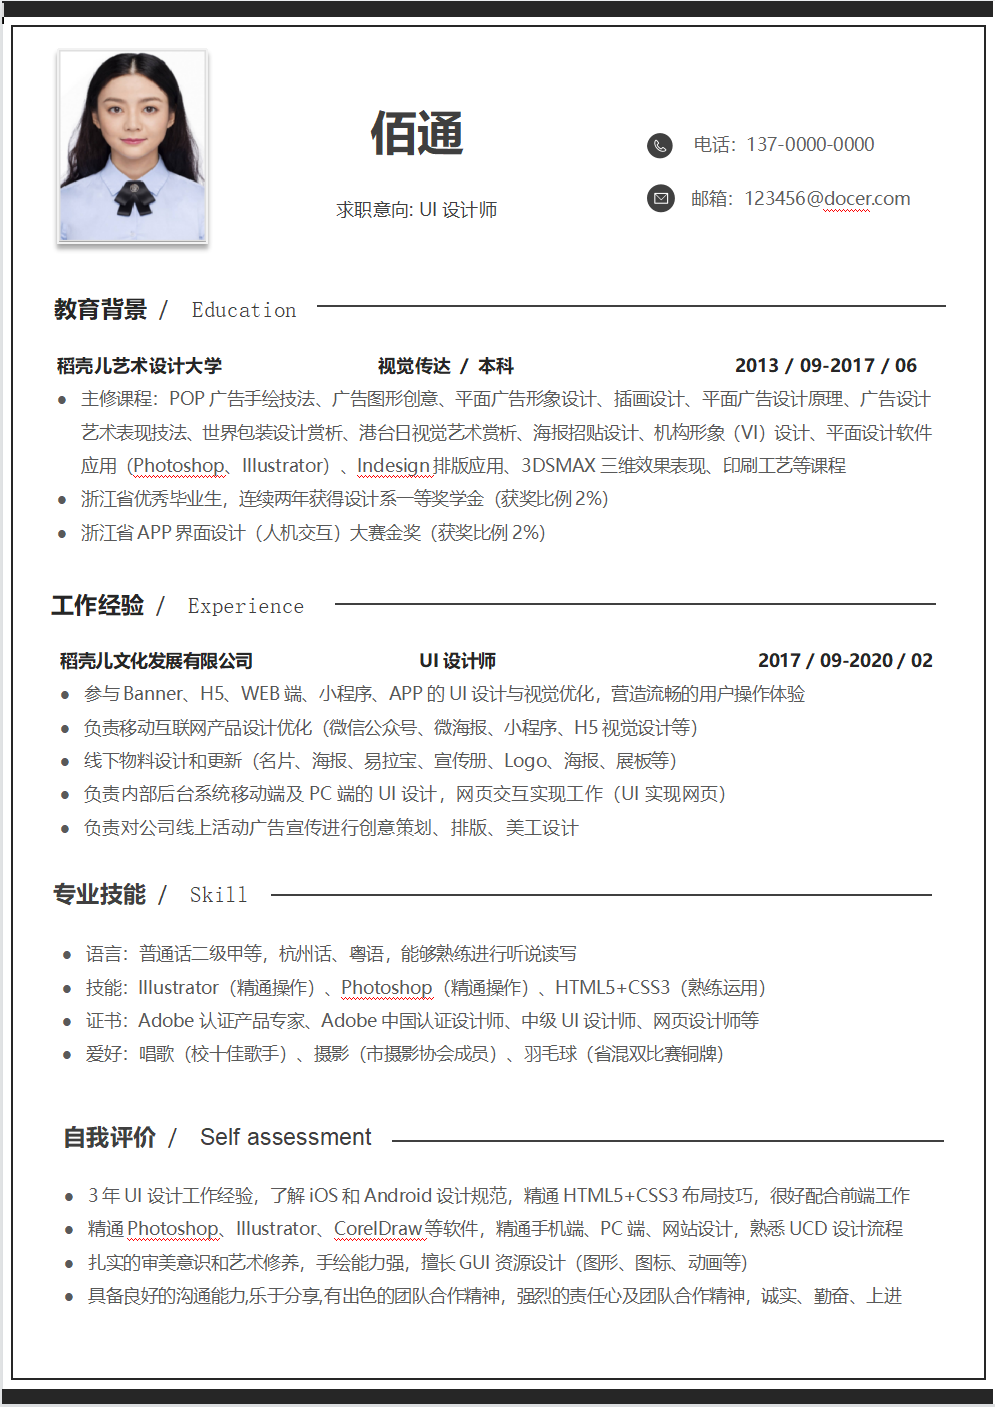 佰通
求职意向: UI 设计师
电话：137-0000-0000
邮箱：123456@docer.com
教育背景 / Education
稻壳儿艺术设计大学 视觉传达 / 本科 2013 / 09-2017 / 06
● 主修课程：POP 广告手绘技法、广告图形创意、平面广告形象设计、插画设计、平面广告设计原理、广告设计
艺术表现技法、世界包装设计赏析、港台日视觉艺术赏析、海报招贴设计、机构形象（VI）设计、平面设计软件
应用（Photoshop、Illustrator）、Indesign 排版应用、3DSMAX 三维效果表现、印刷工艺等课程
● 浙江省优秀毕业生，连续两年获得设计系一等奖学金（获奖比例 2%）
● 浙江省 APP 界面设计（人机交互）大赛金奖（获奖比例 2%）
工作经验 / Experience
稻壳儿文化发展有限公司 UI 设计师 2017 / 09-2020 / 02
● 参与 Banner、H5、WEB 端、小程序、APP 的 UI 设计与视觉优化，营造流畅的用户操作体验
● 负责移动互联网产品设计优化（微信公众号、微海报、小程序、H5 视觉设计等）
● 线下物料设计和更新（名片、海报、易拉宝、宣传册、Logo、海报、展板等）
● 负责内部后台系统移动端及 PC 端的 UI 设计，网页交互实现工作（UI 实现网页）
● 负责对公司线上活动广告宣传进行创意策划、排版、美工设计
专业技能 / Skill
● 语言：普通话二级甲等，杭州话、粤语，能够熟练进行听说读写
● 技能：Illustrator（精通操作）、Photoshop（精通操作）、HTML5+CSS3（熟练运用）
● 证书：Adobe 认证产品专家、Adobe 中国认证设计师、中级 UI 设计师、网页设计师等
● 爱好：唱歌（校十佳歌手）、摄影（市摄影协会成员）、羽毛球（省混双比赛铜牌）
自我评价 / Self assessment
● 3 年 UI 设计工作经验，了解 iOS 和 Android 设计规范，精通 HTML5+CSS3 布局技巧，很好配合前端工作
● 精通 Photoshop、Illustrator、CorelDraw 等软件，精通手机端、PC 端、网站设计，熟悉 UCD 设计流程
● 扎实的审美意识和艺术修养，手绘能力强，擅长 GUI 资源设计（图形、图标、动画等）
● 具备良好的沟通能力,乐于分享,有出色的团队合作精神，强烈的责任心及团队合作精神，诚实、勤奋、上进